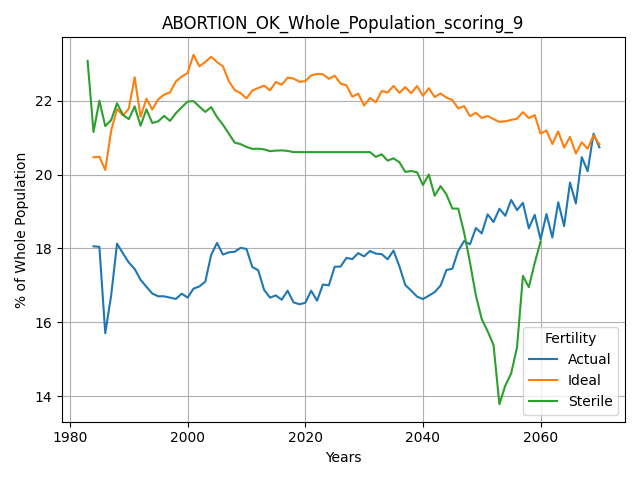 ABORTION_OK_Whole_Population_scoring_9
% of Whole Population
22
20
18
16
14
1980
2000
2020
2040
2060
Years
Fertility
Actual
Ideal
Sterile